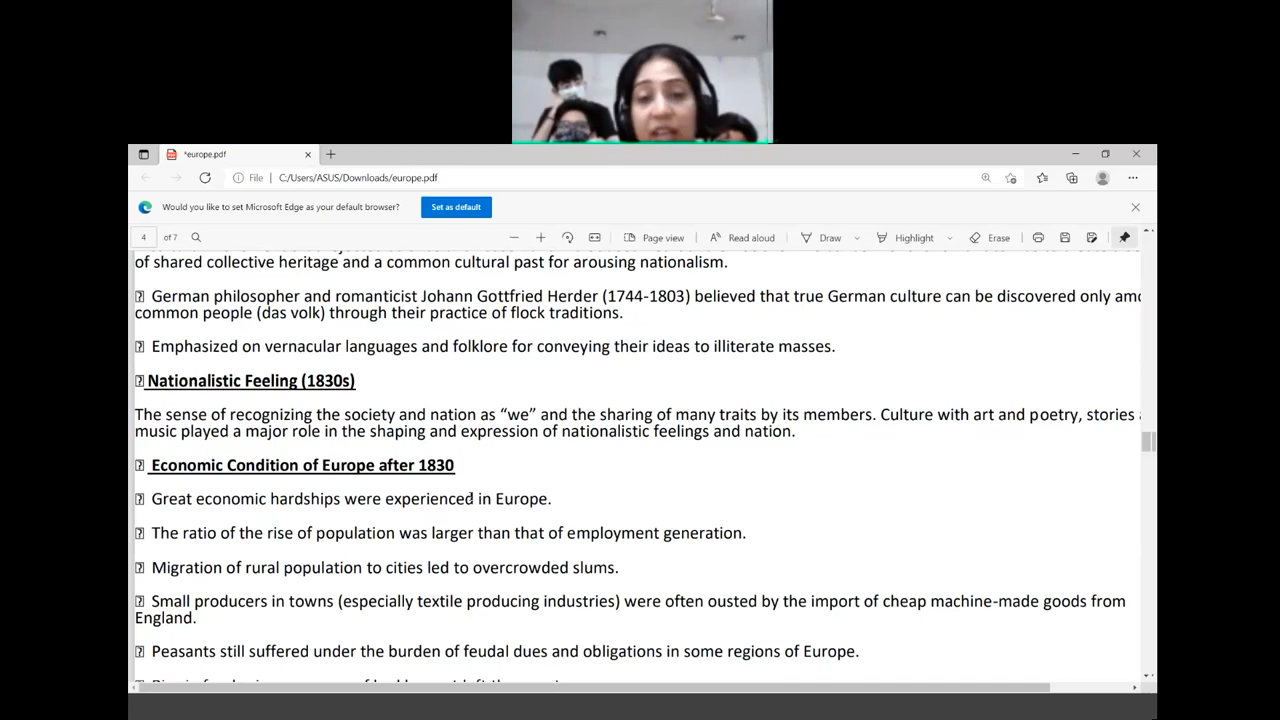 *europe.pdf
File C:/Users/ASUS/Downloads/europe.pdf
Would you like to set Microsoft Edge as your default browser? Set as default
4 of 7 Page view Read aloud Draw Highlight Erase
of shared collective heritage and a common cultural past for arousing nationalism.
German philosopher and romanticist Johann Gottfried Herder (1744-1803) believed that true German culture can be discovered only
common people (das volk) through their practice of flock traditions.
Emphasized on vernacular languages and folklore for conveying their ideas to illiterate masses.
Nationalistic Feeling (1830s)
The sense of recognizing the society and nation as “we” and the sharing of many traits by its members. Culture with art and poetry, stories
music played a major role in the shaping and expression of nationalistic feelings and nation.
Economic Condition of Europe after 1830
Great economic hardships were experienced in Europe.
The ratio of the rise of population was larger than that of employment generation.
Migration of rural population to cities led to overcrowded slums.
Small producers in towns (especially textile producing industries) were often ousted by the import of cheap machine-made goods from
England.
Peasants still suffered under the burden of feudal dues and obligations in some regions of Europe.